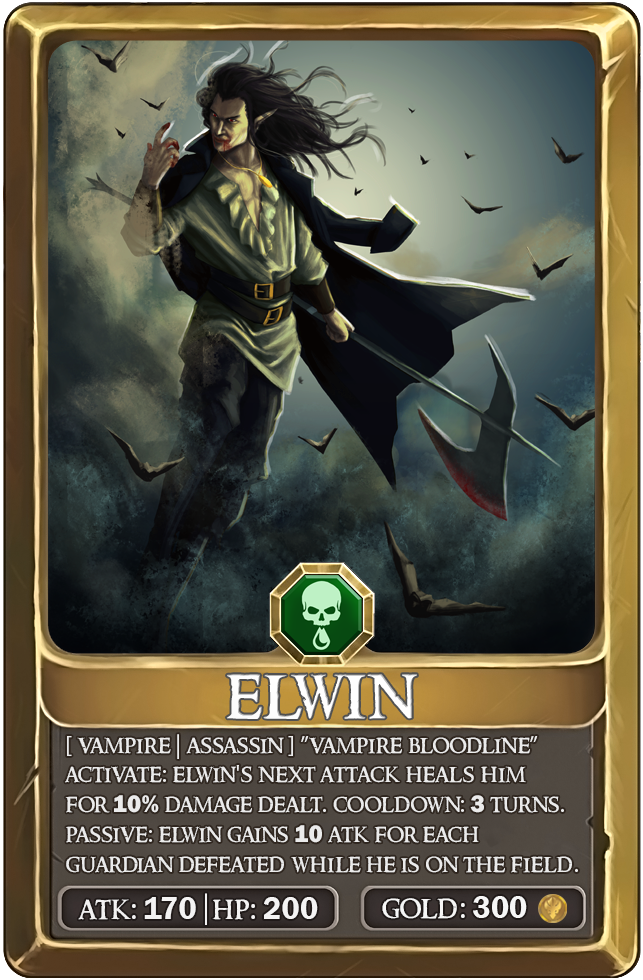 ELWIN
[ VAMPIRE | ASSASSIN ] "VAMPIRE BLOODLINE"
ACTIVATE: ELWIN'S NEXT ATTACK HEALS HIM
FOR 10% DAMAGE DEALT. COOLDOWN: 3 TURNS.
PASSIVE: ELWIN GAINS 10 ATK FOR EACH
GUARDIAN DEFEATED WHILE HE IS ON THE FIELD.
ATK: 170 | HP: 200 GOLD: 300